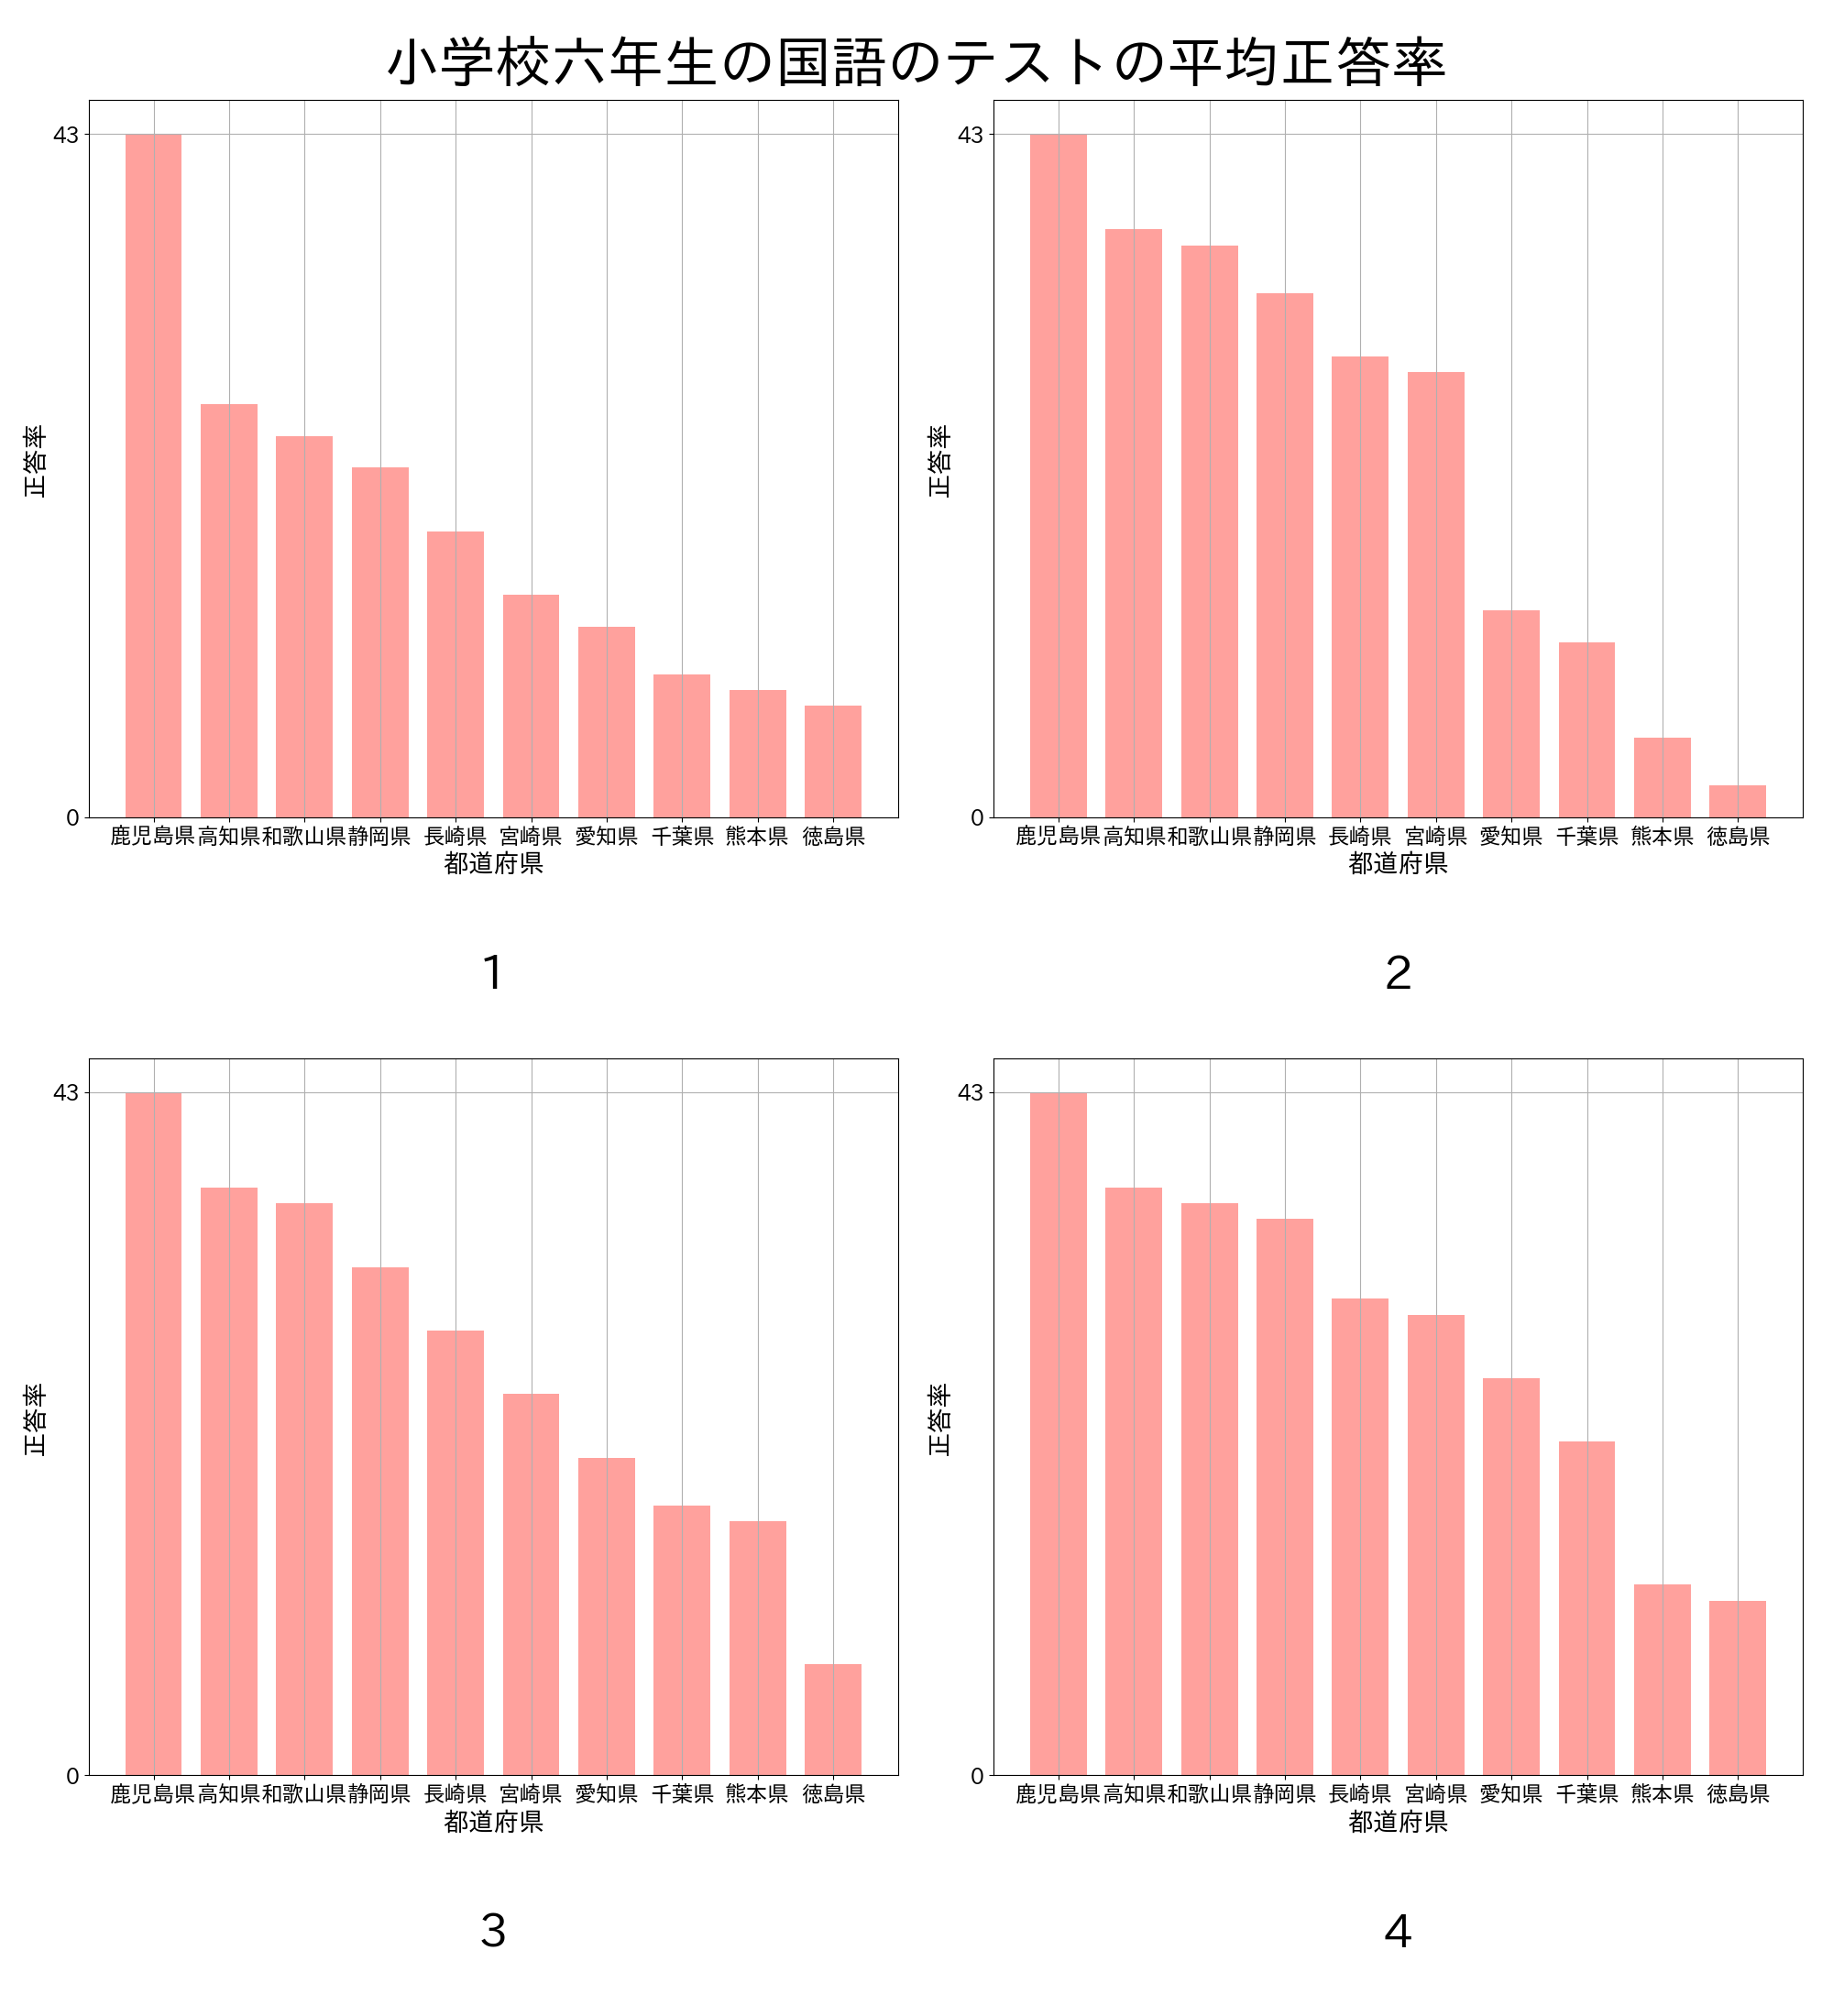 小学校六年生の国語のテストの平均正答率
43
0
正答率
鹿児島県 高知県 和歌山県 静岡県 長崎県 宮崎県 愛知県 千葉県 熊本県 徳島県
都道府県
1
43
0
正答率
鹿児島県 高知県 和歌山県 静岡県 長崎県 宮崎県 愛知県 千葉県 熊本県 徳島県
都道府県
2
43
0
正答率
鹿児島県 高知県 和歌山県 静岡県 長崎県 宮崎県 愛知県 千葉県 熊本県 徳島県
都道府県
3
43
0
正答率
鹿児島県 高知県 和歌山県 静岡県 長崎県 宮崎県 愛知県 千葉県 熊本県 徳島県
都道府県
4